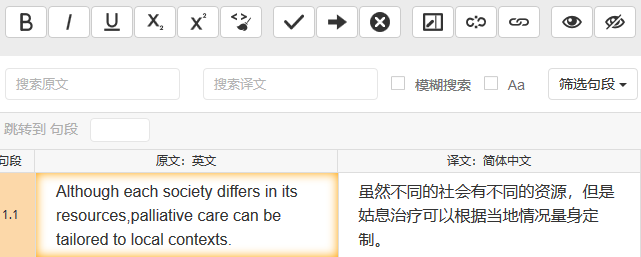 B I U X₂ X²
搜索原文 搜索译文 模糊搜索 Aa 筛选句段
跳转到 句段
句段 原文：英文 译文：简体中文
1.1
Although each society differs in its
resources,palliative care can be
tailored to local contexts.
虽然不同的社会有不同的资源，但是
姑息治疗可以根据当地情况量身定
制。